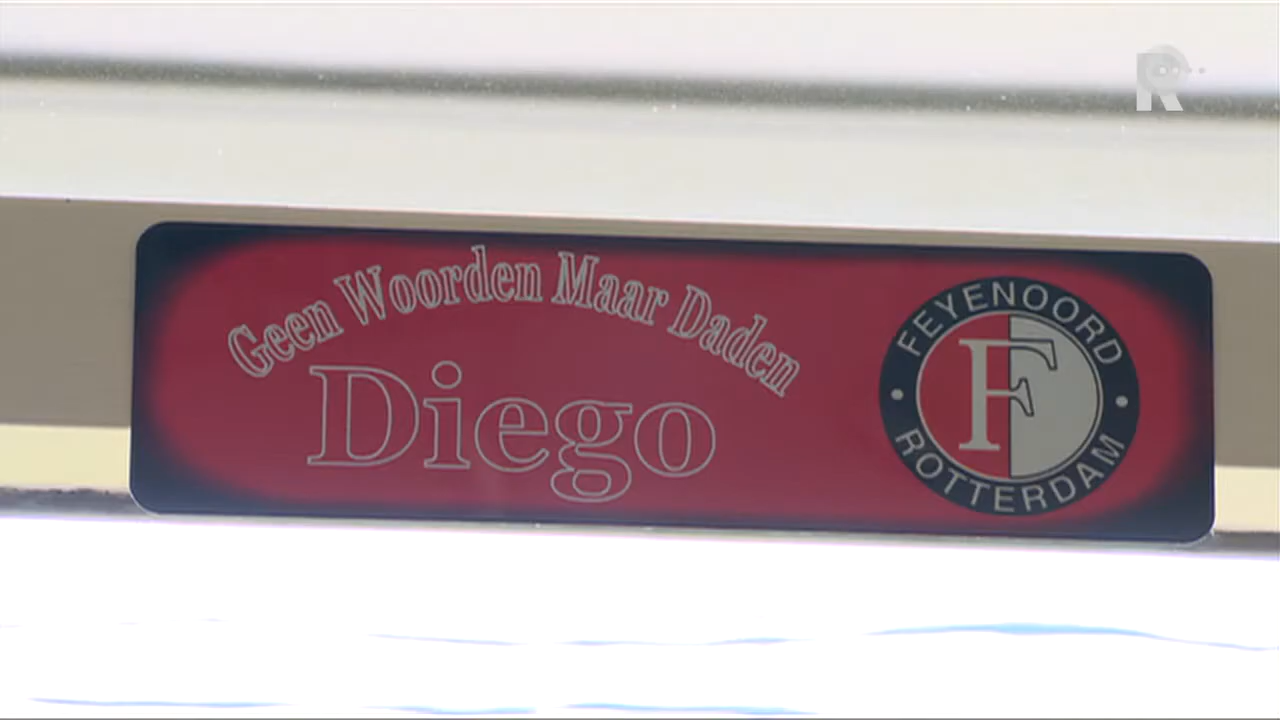 R
Geen Woorden Maar Daden
Diego
FEYENOORD
F
ROTTERDAM